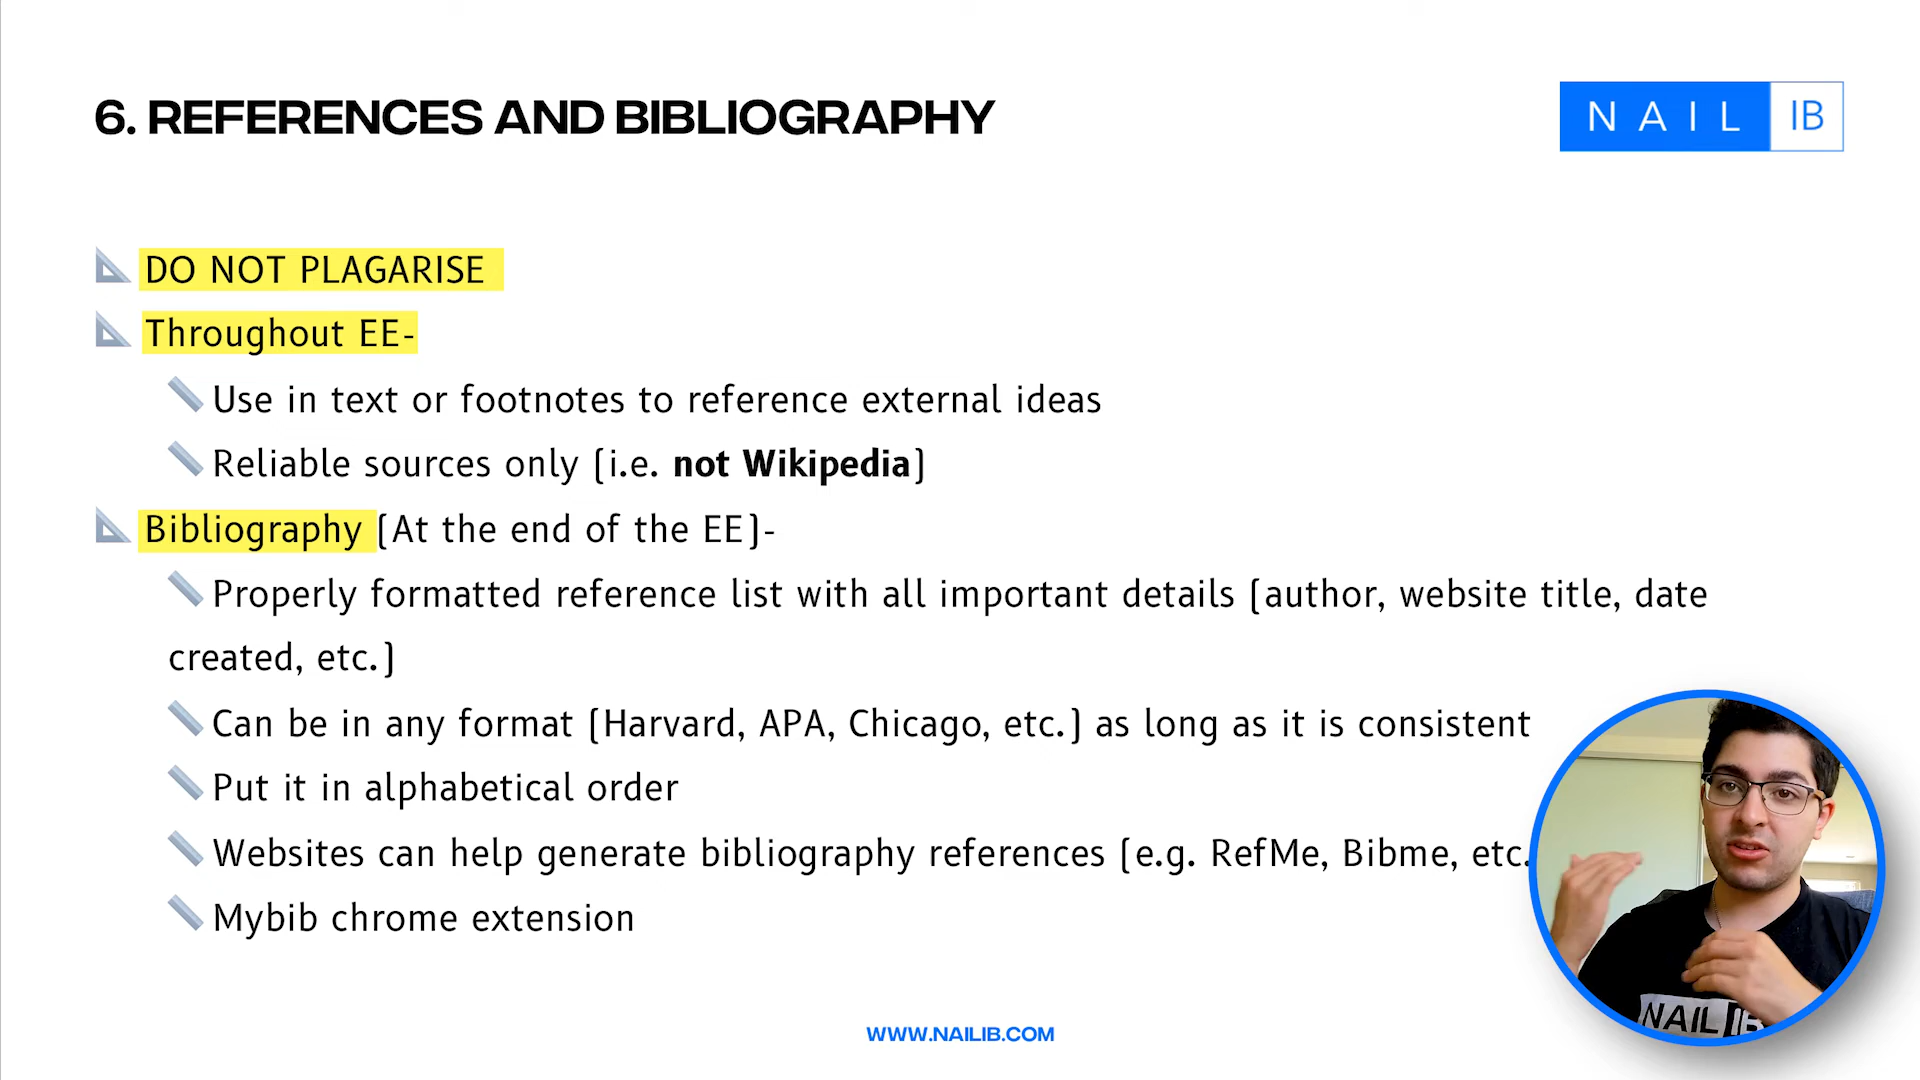 6. REFERENCES AND BIBLIOGRAPHY
NAIL IB
DO NOT PLAGARISE
Throughout EE-
Use in text or footnotes to reference external ideas
Reliable sources only (i.e. not Wikipedia)
Bibliography (At the end of the EE)-
Properly formatted reference list with all important details (author, website title, date
created, etc.)
Can be in any format (Harvard, APA, Chicago, etc.) as long as it is consistent
Put it in alphabetical order
Websites can help generate bibliography references (e.g. RefMe, Bibme, etc.
Mybib chrome extension
NAIL IB
WWW.NAILIB.COM